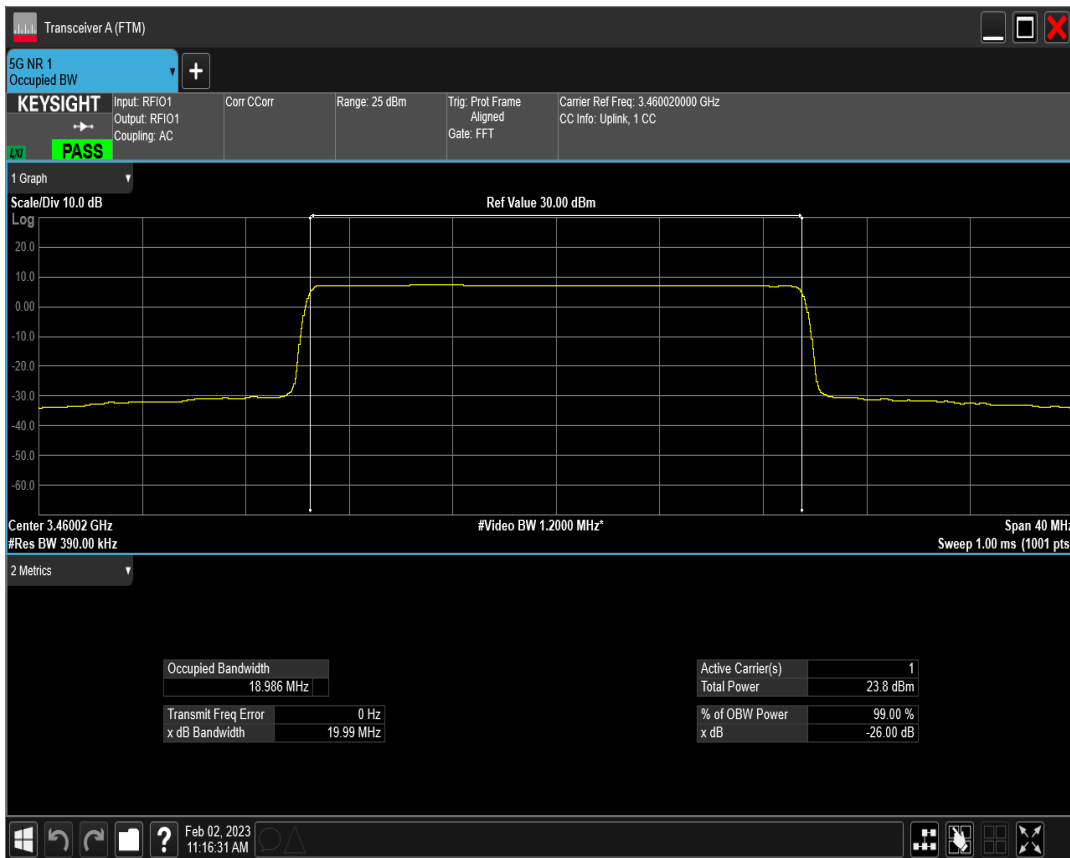 Transceiver A (FTM)
5G NR 1
Occupied BW
+
KEYSIGHT
LXI
PASS
Input: RFIO1
Output: RFIO1
Coupling: AC
Corr CCorr
Range: 25 dBm
Trig: Prot Frame
Aligned
Gate: FFT
Carrier Ref Freq: 3.460020000 GHz
CC Info: Uplink, 1 CC
1 Graph
Scale/Div 10.0 dB
Ref Value 30.00 dBm
Log
20.0
10.0
0.00
-10.0
-20.0
-30.0
-40.0
-50.0
-60.0
Center 3.46002 GHz
#Video BW 1.2000 MHz*
Span 40 MHz
#Res BW 390.00 kHz
Sweep 1.00 ms (1001 pts
2 Metrics
Occupied Bandwidth
18.986 MHz
Transmit Freq Error 0 Hz
x dB Bandwidth 19.99 MHz
Active Carrier(s) 1
Total Power 23.8 dBm
% of OBW Power 99.00 %
x dB -26.00 dB
?
Feb 02, 2023
11:16:31 AM